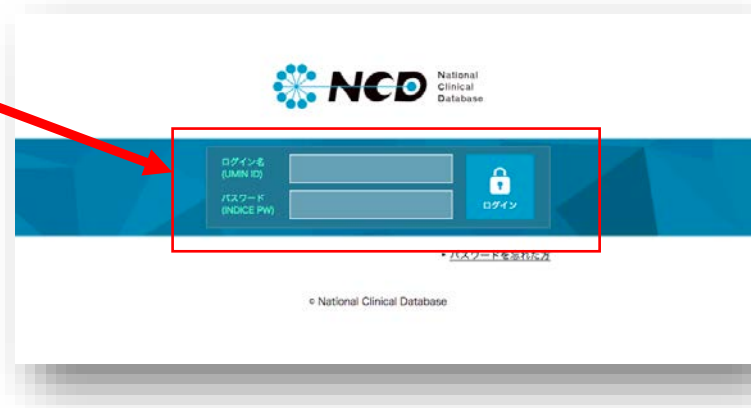 NCD
National
Clinical
Database
ログイン名
(UMIN ID)
パスワード
(INDICE PW)
ログイン
パスワードを忘れた方
© National Clinical Database